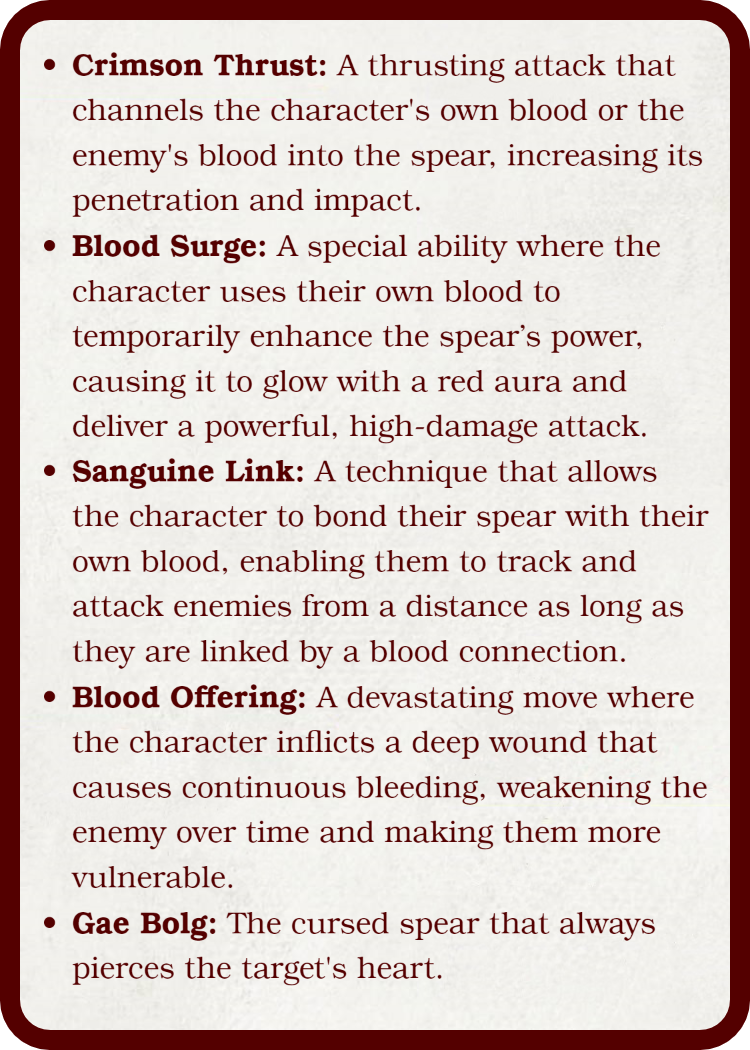 • Crimson Thrust: A thrusting attack that
channels the character's own blood or the
enemy's blood into the spear, increasing its
penetration and impact.
• Blood Surge: A special ability where the
character uses their own blood to
temporarily enhance the spear’s power,
causing it to glow with a red aura and
deliver a powerful, high-damage attack.
• Sanguine Link: A technique that allows
the character to bond their spear with their
own blood, enabling them to track and
attack enemies from a distance as long as
they are linked by a blood connection.
• Blood Offering: A devastating move where
the character inflicts a deep wound that
causes continuous bleeding, weakening the
enemy over time and making them more
vulnerable.
• Gae Bolg: The cursed spear that always
pierces the target's heart.